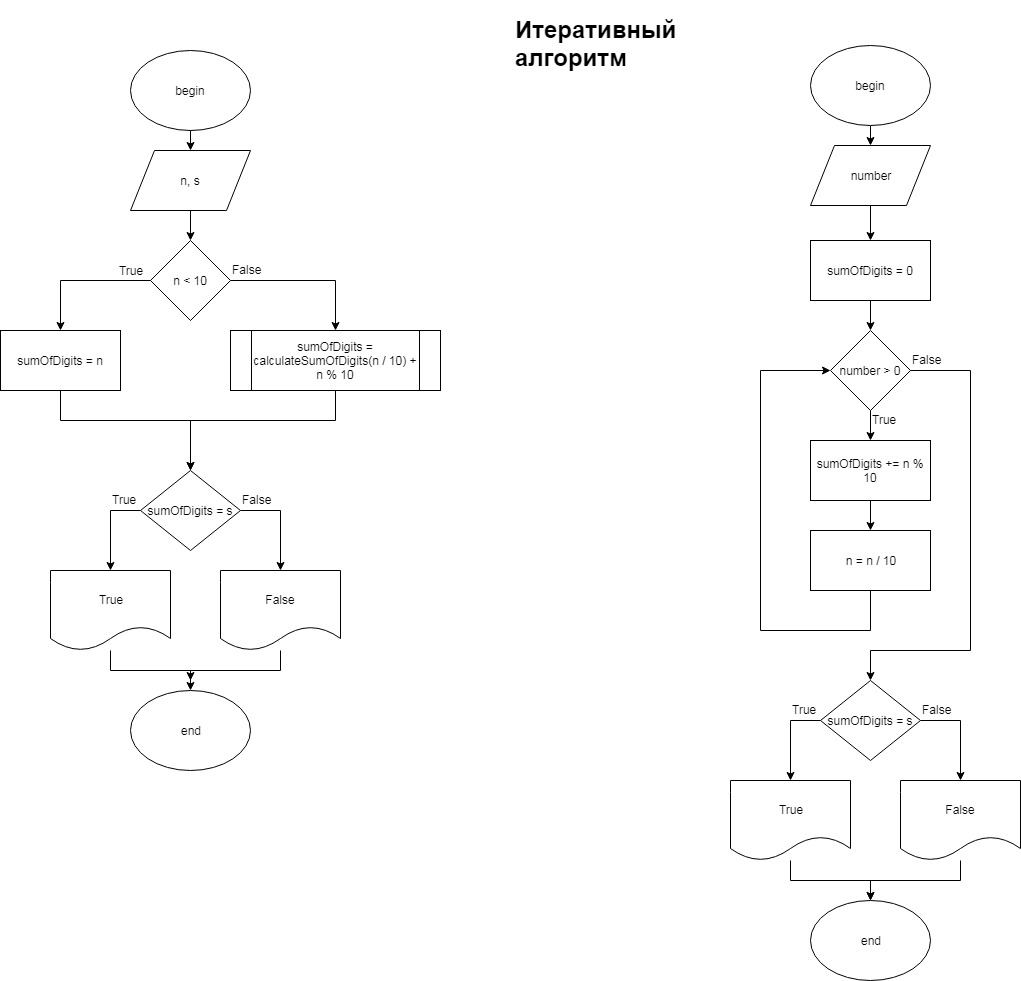 Итеративный
алгоритм
begin
n, s
True
False
n < 10
sumOfDigits = n
sumOfDigits =
calculateSumOfDigits(n / 10) +
n % 10
True
False
sumOfDigits = s
True
False
end
begin
number
sumOfDigits = 0
False
number > 0
True
sumOfDigits += n %
10
n = n / 10
True
False
sumOfDigits = s
True
False
end